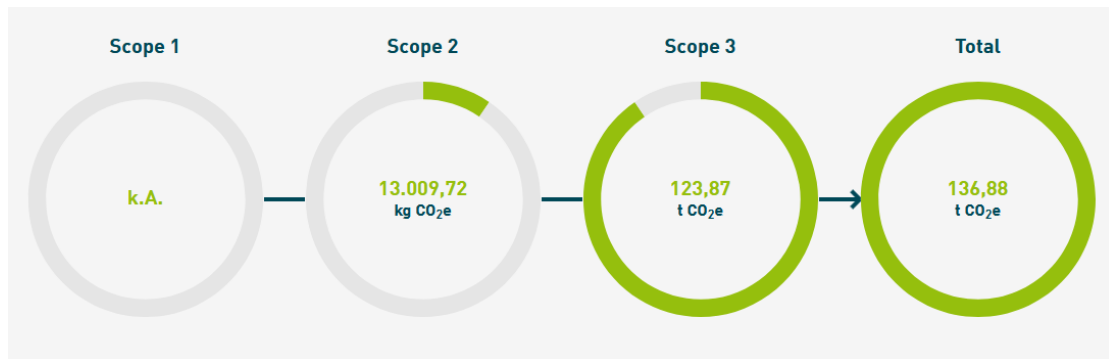 Scope 1
Scope 2
Scope 3
Total
k.A.
13.009,72
kg CO₂e
123,87
t CO₂e
136,88
t CO₂e